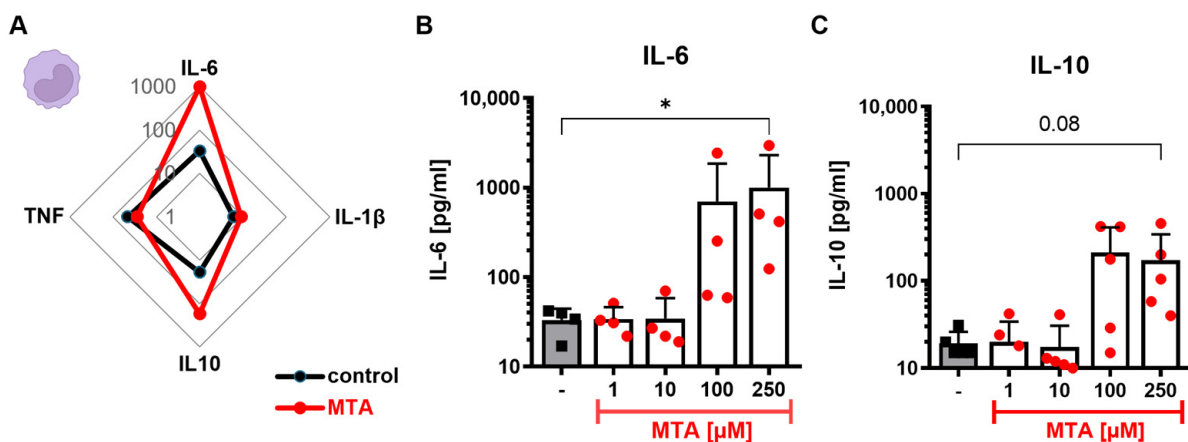 A
IL-6
1000
100
10
1
TNF
IL-1β
IL10
control
MTA
B
IL-6
10,000
1000
100
10
IL-6 [pg/ml]
*
- 1 10 100 250
MTA [µM]
C
IL-10
10,000
1000
100
10
IL-10 [pg/ml]
0.08
- 1 10 100 250
MTA [µM]